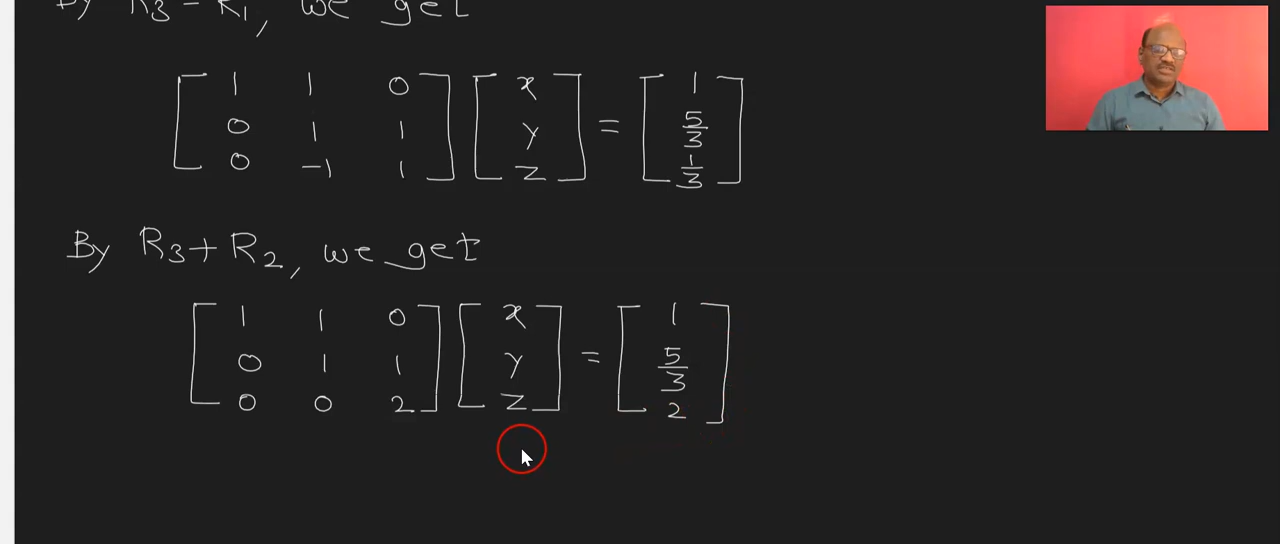 By R3 - R1, we get
[ 1 1 0 ] [ x ] = [ 1 ]
[ 0 1 1 ] [ y ] = [ 5/3 ]
[ 0 -1 1 ] [ z ] = [ 1/3 ]
By R3 + R2, we get
[ 1 1 0 ] [ x ] = [ 1 ]
[ 0 1 1 ] [ y ] = [ 5/3 ]
[ 0 0 2 ] [ z ] = [ 2 ]